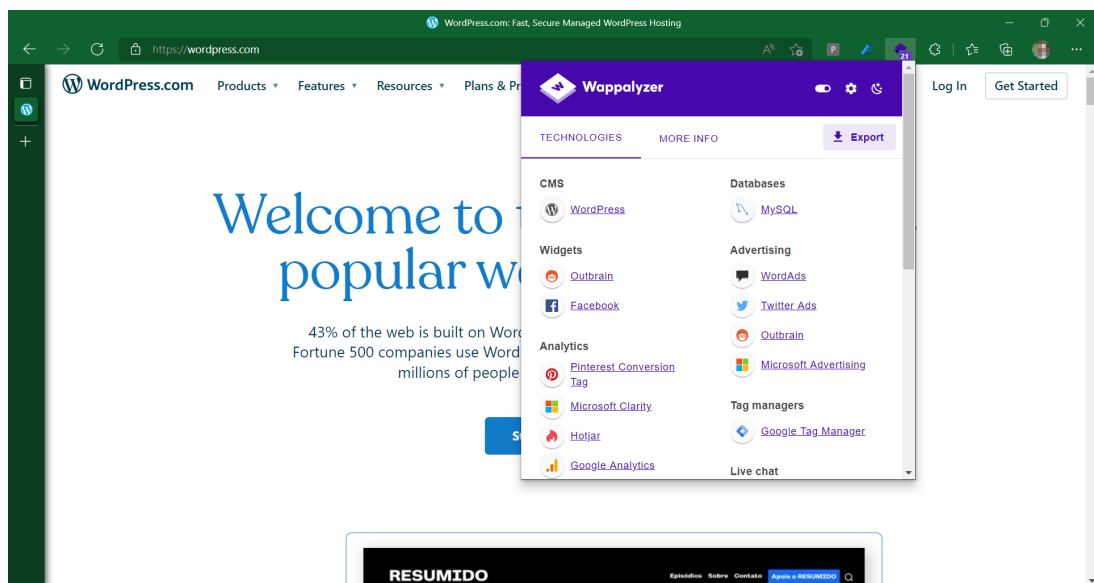 WordPress.com: Fast, Secure Managed WordPress Hosting
https://wordpress.com
21
WordPress.com
Products
Features
Resources
Plans & Pr
Log In
Get Started
Wappalyzer
TECHNOLOGIES
MORE INFO
Export
CMS
WordPress
Widgets
Outbrain
Facebook
Analytics
Pinterest Conversion
Tag
Microsoft Clarity
Hotjar
Google Analytics
Databases
MySQL
Advertising
WordAds
Twitter Ads
Outbrain
Microsoft Advertising
Tag managers
Google Tag Manager
Live chat
Welcome to
popular w
43% of the web is built on Wor
Fortune 500 companies use Word
millions of people
RESUMIDO
Episódios Sobre Contato Apoie o RESUMIDO